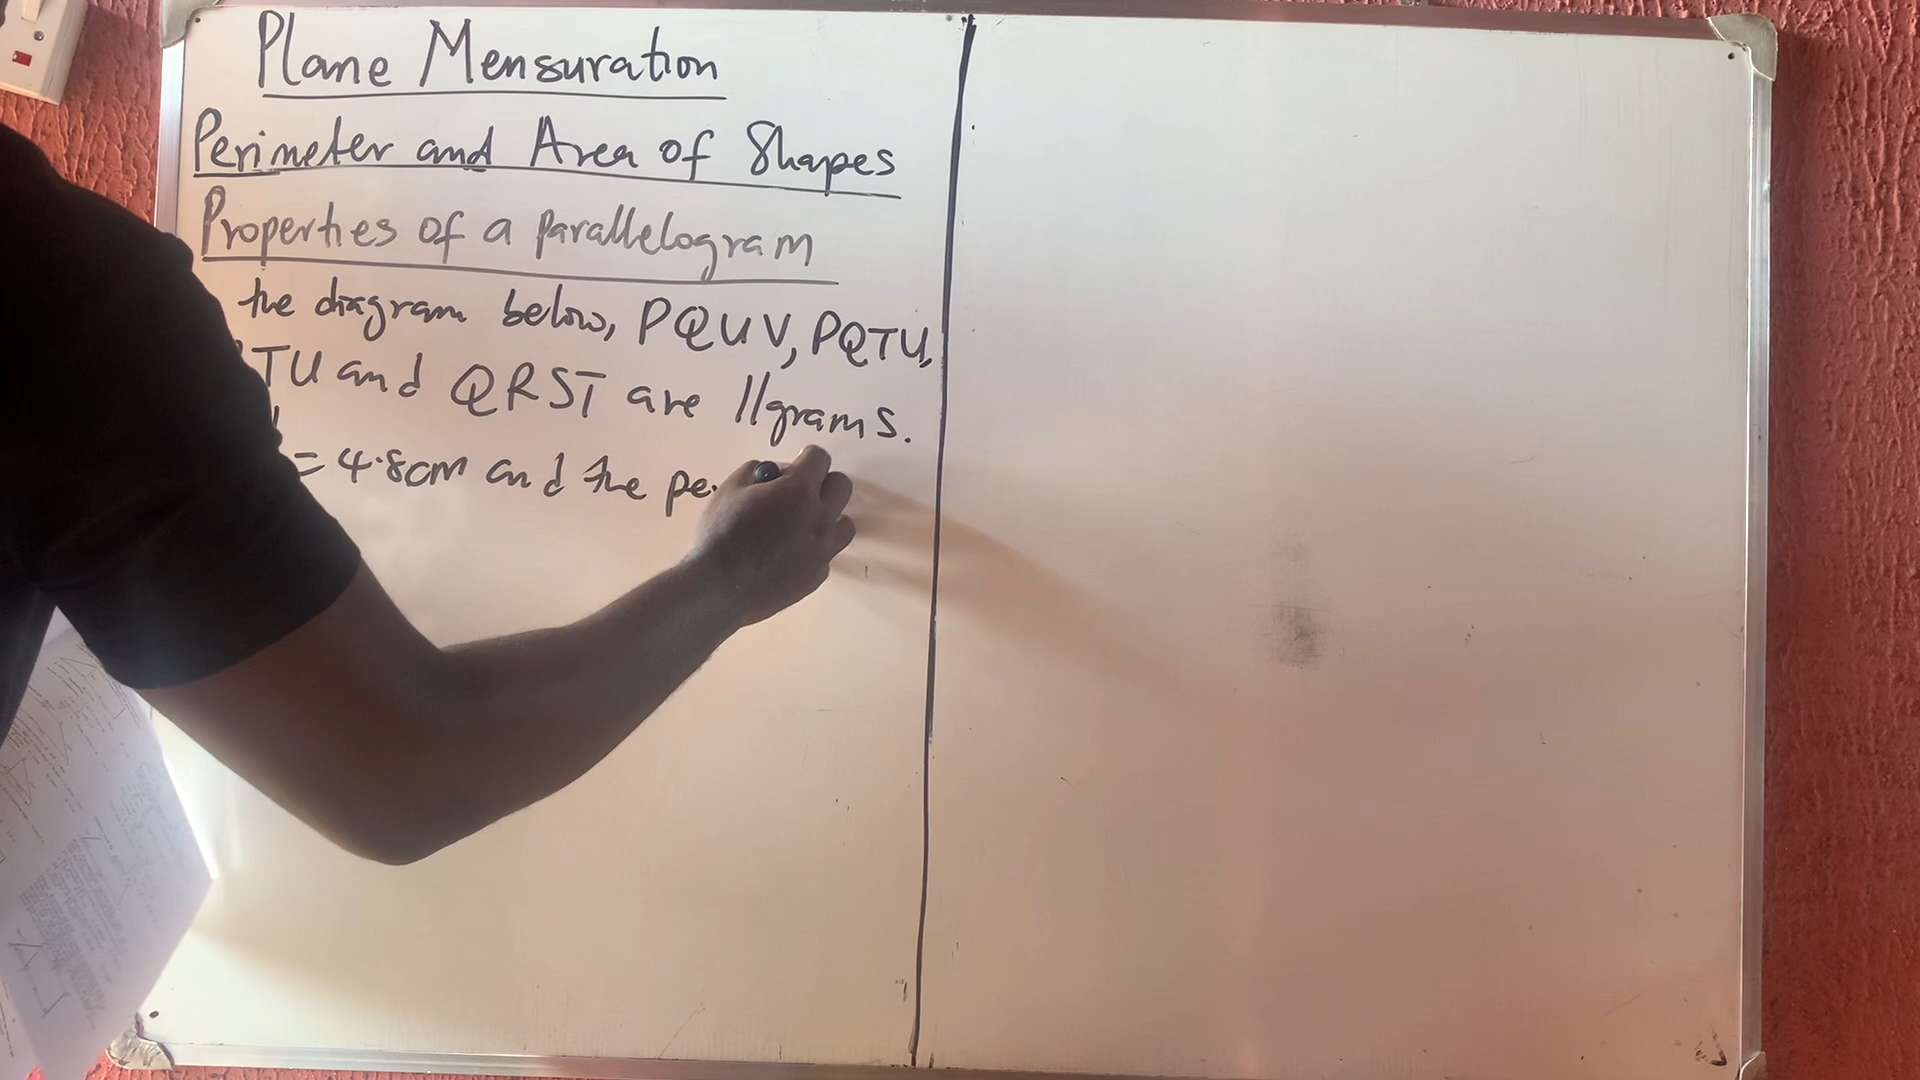 Plane Mensuration
Perimeter and Area of Shapes
Properties of a parallelogram
the diagram below, PQUV, PQTU,
TU and QRST are //grams.
= 4.8cm and the pe